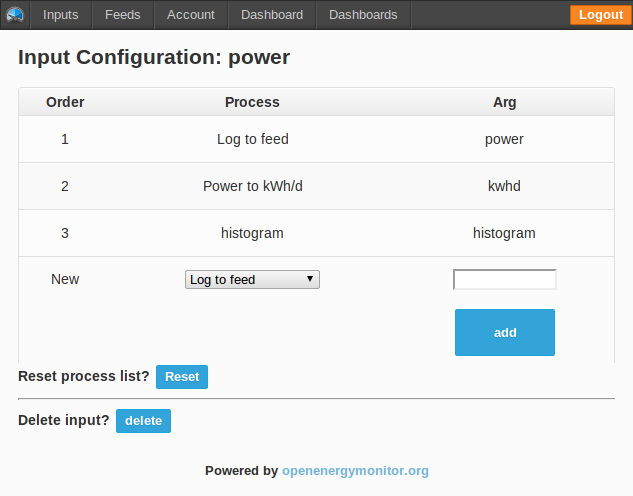 Inputs Feeds Account Dashboard Dashboards Logout
Input Configuration: power
Order Process Arg
1 Log to feed power
2 Power to kWh/d kwhd
3 histogram histogram
New Log to feed
add
Reset process list? Reset
Delete input? delete
Powered by openenergymonitor.org